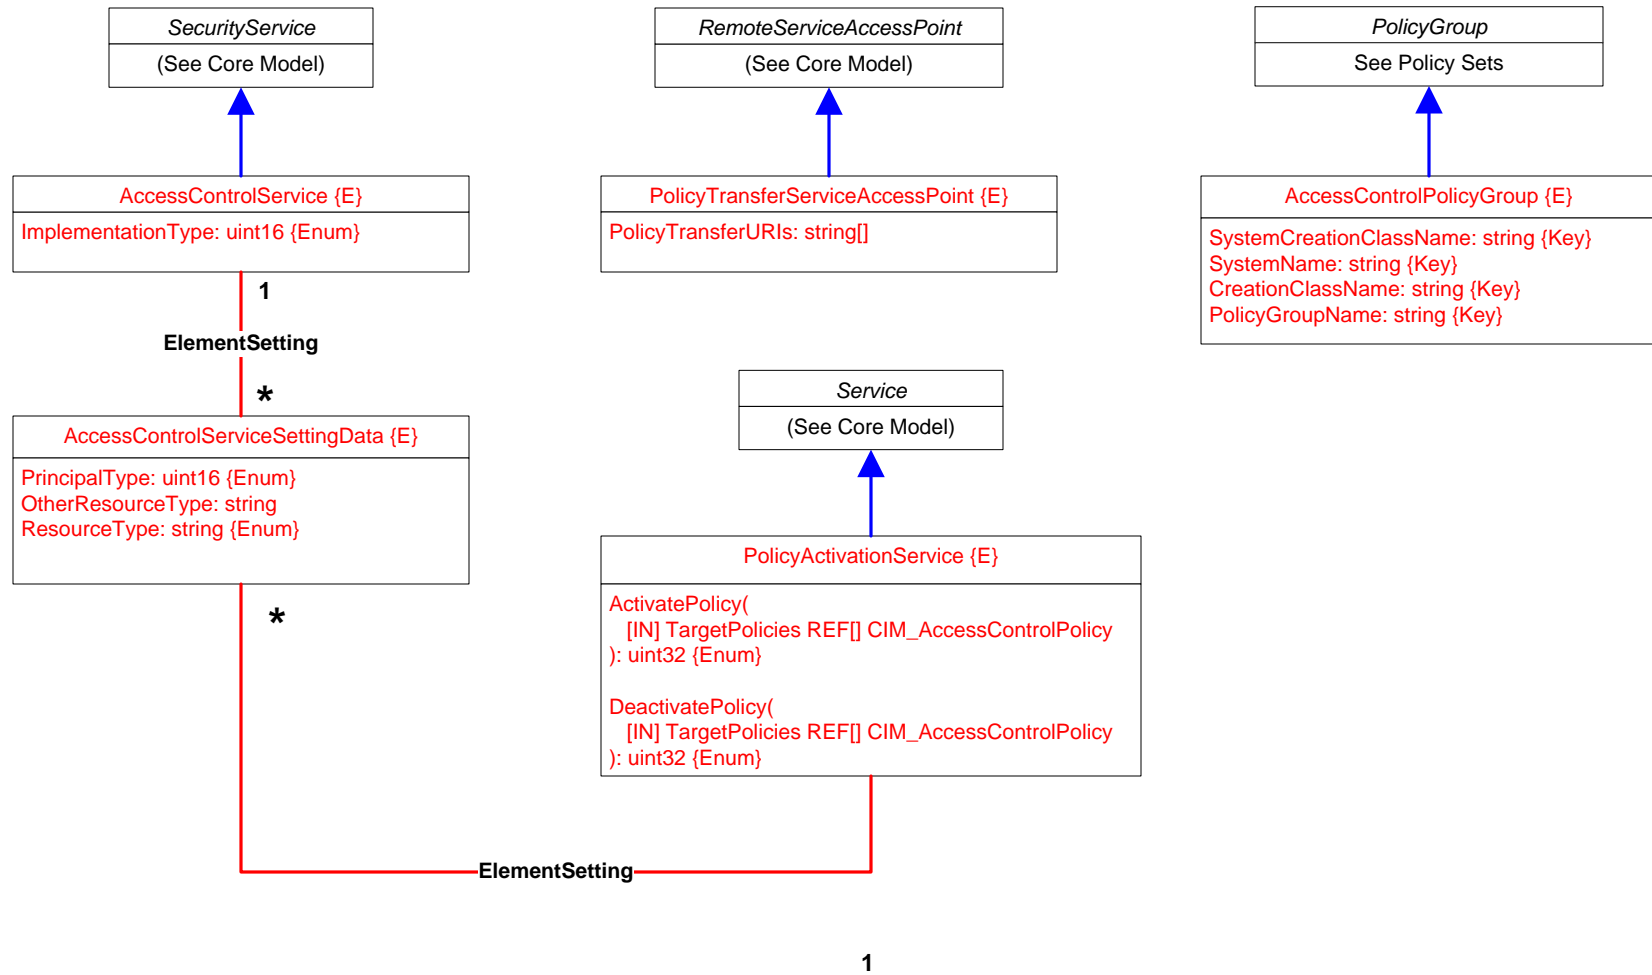 SecurityService
(See Core Model)
RemoteServiceAccessPoint
(See Core Model)
PolicyGroup
See Policy Sets
AccessControlService {E}
ImplementationType: uint16 {Enum}
PolicyTransferServiceAccessPoint {E}
PolicyTransferURIs: string[]
AccessControlPolicyGroup {E}
SystemCreationClassName: string {Key}
SystemName: string {Key}
CreationClassName: string {Key}
PolicyGroupName: string {Key}
1
ElementSetting
*
AccessControlServiceSettingData {E}
PrincipalType: uint16 {Enum}
OtherResourceType: string
ResourceType: string {Enum}
*
Service
(See Core Model)
PolicyActivationService {E}
ActivatePolicy(
[IN] TargetPolicies REF[] CIM_AccessControlPolicy
): uint32 {Enum}
DeactivatePolicy(
[IN] TargetPolicies REF[] CIM_AccessControlPolicy
): uint32 {Enum}
ElementSetting
1